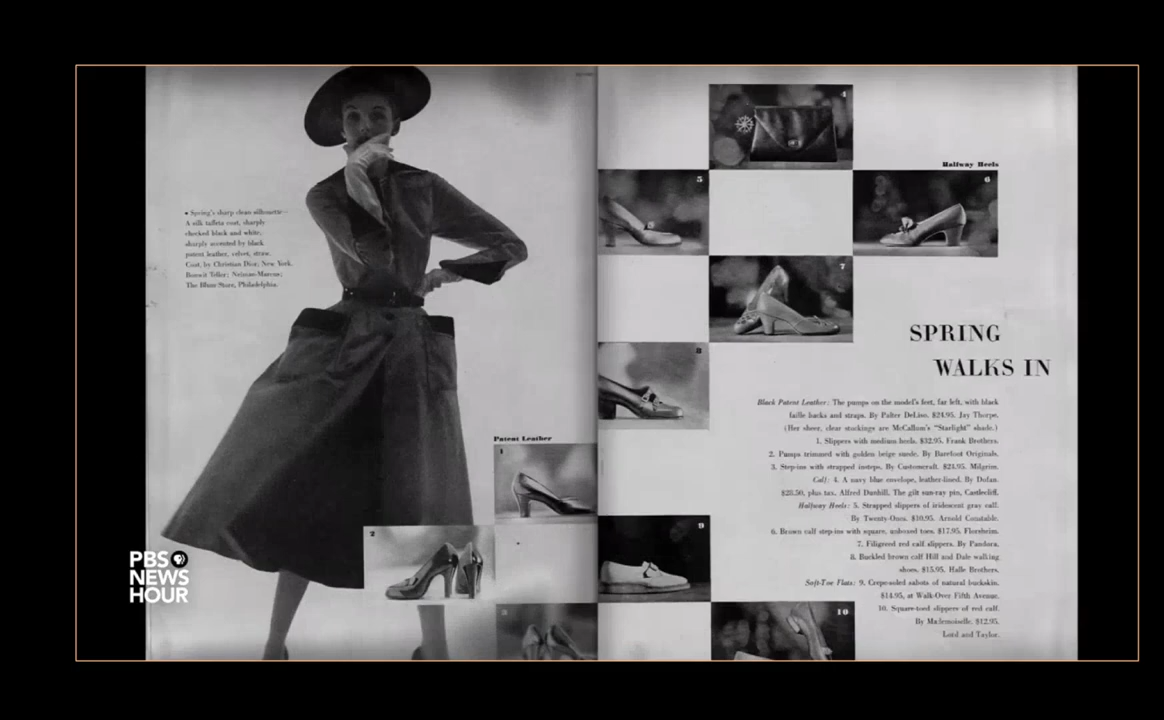 • Spring's sharp clean silhouette—
A silk taffeta coat, sharply
checked black and white;
sharply accented by black
patent leather, velvet, straw.
Coat, by Christian Dior, New York.
Bonwit Teller; Neiman-Marcus;
The Blum Store, Philadelphia.
Patent Leather
1
2
3
4
5
Halfway Heels
6
7
8
9
10
SPRING
WALKS IN
Black Patent Leather: The pumps on the model's feet, far left, with black
faille backs and straps. By Palter DeLiso. $24.95. Jay Thorpe.
(Her sheer, clear stockings are McCallum's "Starlight" shade.)
1. Slippers with medium heels. $32.95. Frank Brothers.
2. Pumps trimmed with golden beige suede. By Barefoot Originals.
3. Step-ins with strapped insteps. By Customcraft. $24.95. Milgrim.
Calf: 4. A navy blue envelope, leather-lined. By Dofan.
$28.50, plus tax. Alfred Dunhill. The gilt sun-ray pin, Castlecliff.
Halfway Heels: 5. Strapped slippers of iridescent gray calf.
By Twenty-Ones. $10.95. Arnold Constable.
6. Brown calf step-ins with square, unboxed toes. $17.95. Florsheim.
7. Filigreed red calf slippers. By Pandora.
8. Buckled brown calf Hill and Dale walking
shoes. $15.95. Halle Brothers.
Soft-Toe Flats: 9. Crepe-soled sabots of natural buckskin.
$14.95, at Walk-Over Fifth Avenue.
10. Square-toed slippers of red calf.
By Mademoiselle. $12.95.
Lord and Taylor.
PBS
NEWS
HOUR